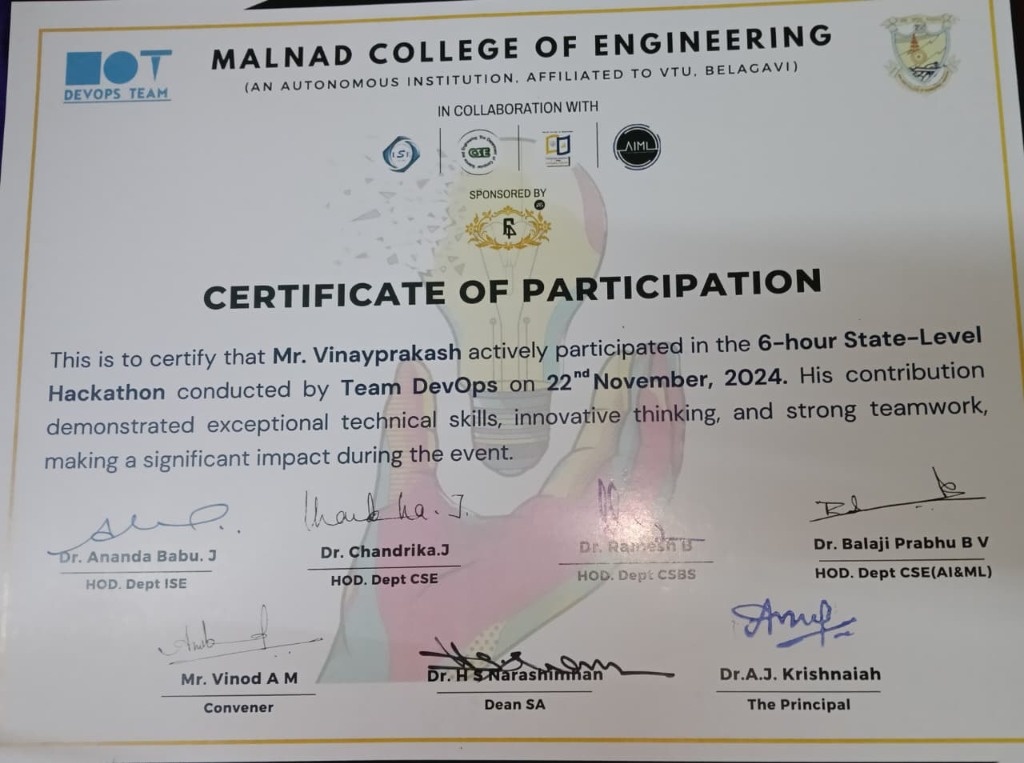 IOT
DEVOPS TEAM
MALNAD COLLEGE OF ENGINEERING
(AN AUTONOMOUS INSTITUTION. AFFILIATED TO VTU, BELAGAVI)
IN COLLABORATION WITH
ISE
CSE
AIML
SPONSORED BY
CERTIFICATE OF PARTICIPATION
This is to certify that Mr. Vinayprakash actively participated in the 6-hour State-Level
Hackathon conducted by Team DevOps on 22nd November, 2024. His contribution
demonstrated exceptional technical skills, innovative thinking, and strong teamwork,
making a significant impact during the event.
Dr. Ananda Babu. J
Dr. Chandrika.J
Dr. Ramesh B
Dr. Balaji Prabhu B V
HOD. Dept ISE
HOD. Dept CSE
HOD. Dept CSBS
HOD. Dept CSE(AI&ML)
Mr. Vinod A M
Dr. H S Narasimhan
Dr.A.J. Krishnaiah
Convener
Dean SA
The Principal